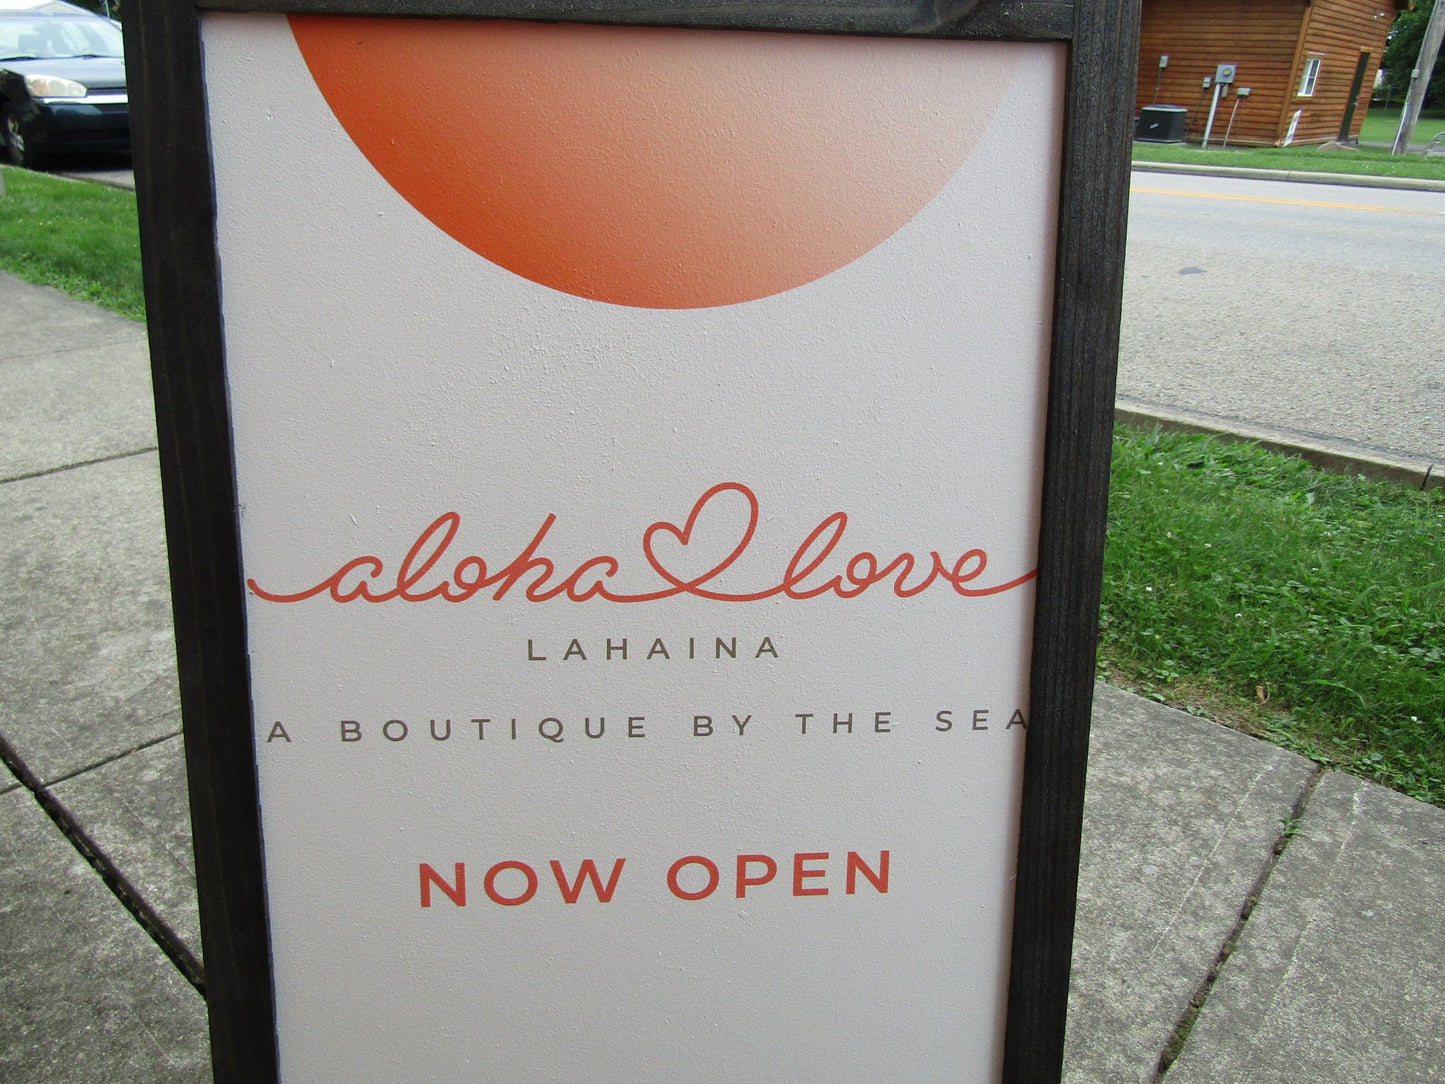 aloha love
LAHAINA
A BOUTIQUE BY THE SEA
NOW OPEN